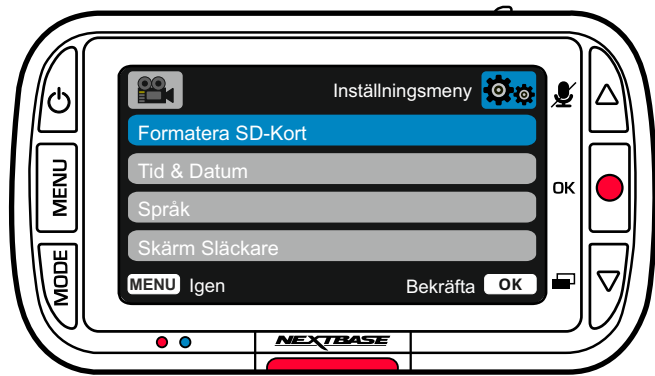 Inställningsmeny
Formatera SD-Kort
Tid & Datum
Språk
Skärm Släckare
MENU Igen
Bekräfta OK
MENU
MODE
OK
NEXTBASE